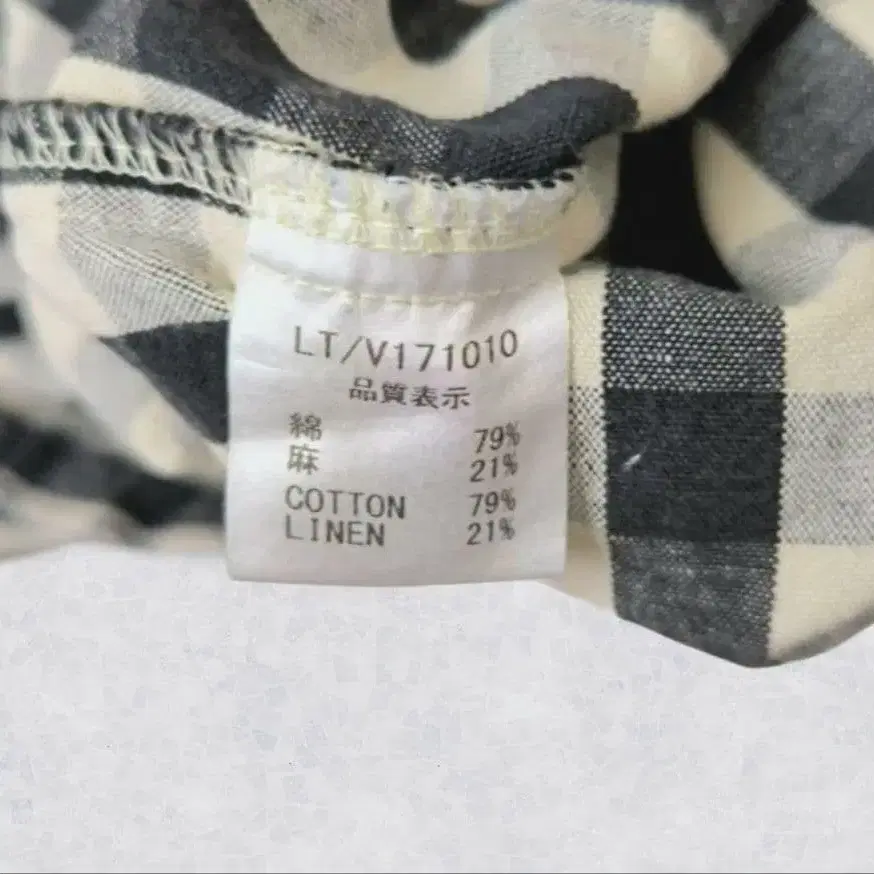 LT/V171010
品質表示
綿 79%
麻 21%
COTTON 79%
LINEN 21%